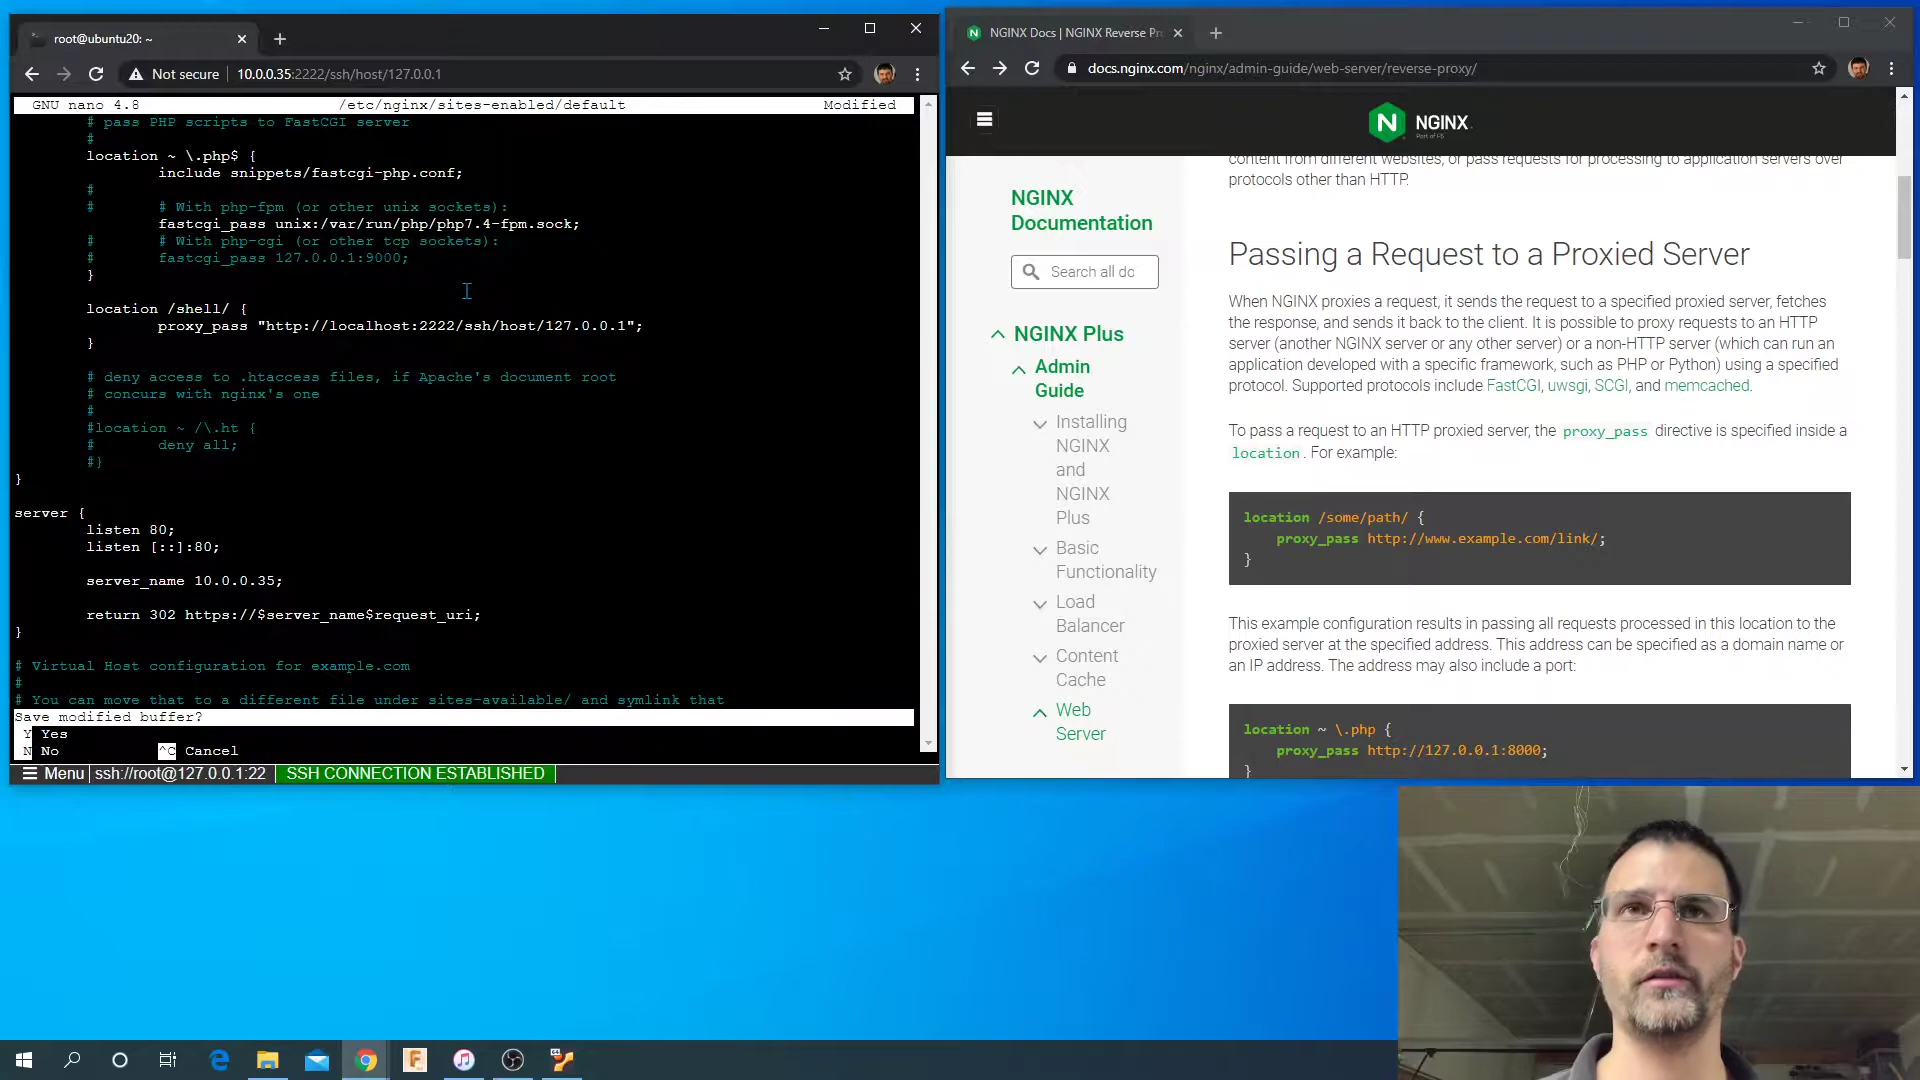 root@ubuntu20: ~
Not secure
10.0.0.35:2222/ssh/host/127.0.0.1
GNU nano 4.8 /etc/nginx/sites-enabled/default Modified
# pass PHP scripts to FastCGI server
#
location ~ \.php$ {
include snippets/fastcgi-php.conf;
#
# # With php-fpm (or other unix sockets):
fastcgi_pass unix:/var/run/php/php7.4-fpm.sock;
# # With php-cgi (or other tcp sockets):
# fastcgi_pass 127.0.0.1:9000;
}
location /shell/ {
proxy_pass "http://localhost:2222/ssh/host/127.0.0.1";
}
# deny access to .htaccess files, if Apache's document root
# concurs with nginx's one
#
#location ~ /\.ht {
# deny all;
#}
}
server {
listen 80;
listen [::]:80;
server_name 10.0.0.35;
return 302 https://$server_name$request_uri;
}
# Virtual Host configuration for example.com
#
# You can move that to a different file under sites-available/ and symlink that
Save modified buffer?
Y Yes
N No ^C Cancel
Menu ssh://root@127.0.0.1:22 SSH CONNECTION ESTABLISHED
NGINX Docs | NGINX Reverse Pr
docs.nginx.com/nginx/admin-guide/web-server/reverse-proxy/
N NGINX
Part of F5
NGINX
Documentation
Search all do
NGINX Plus
Admin
Guide
Installing
NGINX
and
NGINX
Plus
Basic
Functionality
Load
Balancer
Content
Cache
Web
Server
content from different websites, or pass requests for processing to application servers over
protocols other than HTTP.
Passing a Request to a Proxied Server
When NGINX proxies a request, it sends the request to a specified proxied server, fetches
the response, and sends it back to the client. It is possible to proxy requests to an HTTP
server (another NGINX server or any other server) or a non-HTTP server (which can run an
application developed with a specific framework, such as PHP or Python) using a specified
protocol. Supported protocols include FastCGI, uwsgi, SCGI, and memcached.
To pass a request to an HTTP proxied server, the proxy_pass directive is specified inside a
location. For example:
location /some/path/ {
proxy_pass http://www.example.com/link/;
}
This example configuration results in passing all requests processed in this location to the
proxied server at the specified address. This address can be specified as a domain name or
an IP address. The address may also include a port:
location ~ \.php {
proxy_pass http://127.0.0.1:8000;
}